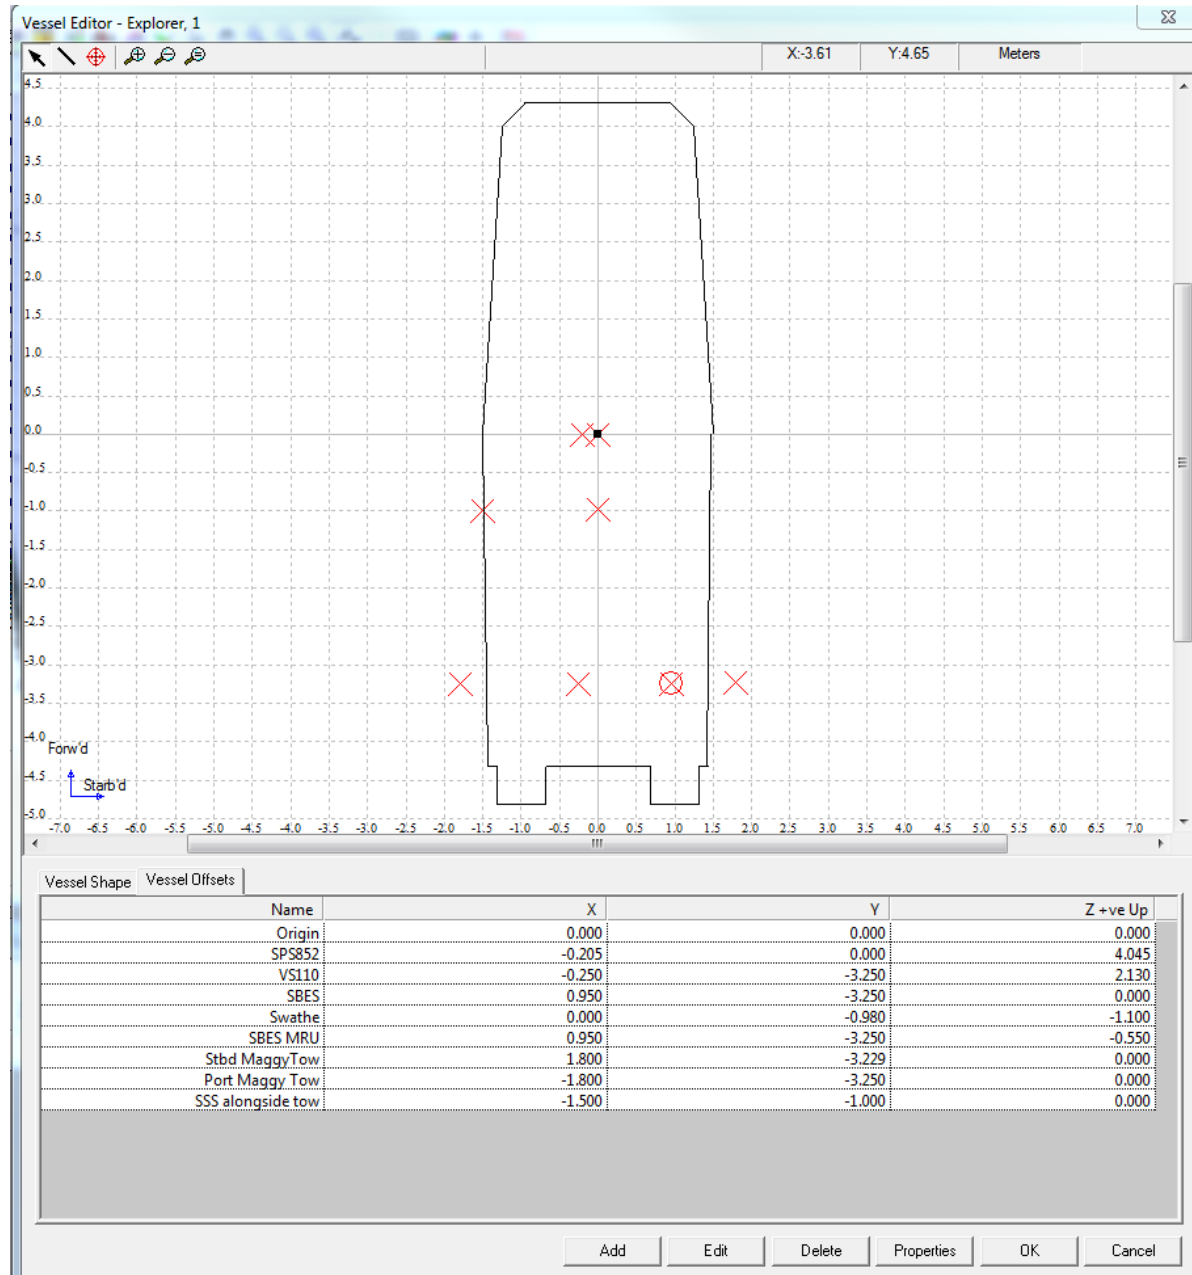 Vessel Editor - Explorer, 1
X:-3.61 Y:4.65 Meters
4.5
4.0
3.5
3.0
2.5
2.0
1.5
1.0
0.5
0.0
-0.5
-1.0
-1.5
-2.0
-2.5
-3.0
-3.5
-4.0
Forw'd
-4.5
Starb'd
-5.0
-7.0 -6.5 -6.0 -5.5 -5.0 -4.5 -4.0 -3.5 -3.0 -2.5 -2.0 -1.5 -1.0 -0.5 0.0 0.5 1.0 1.5 2.0 2.5 3.0 3.5 4.0 4.5 5.0 5.5 6.0 6.5 7.0
Vessel Shape Vessel Offsets
Name X Y Z +ve Up
Origin 0.000 0.000 0.000
SPS852 -0.205 0.000 4.045
VS110 -0.250 -3.250 2.130
SBES 0.950 -3.250 0.000
Swathe 0.000 -0.980 -1.100
SBES MRU 0.950 -3.250 -0.550
Stbd MaggyTow 1.800 -3.229 0.000
Port Maggy Tow -1.800 -3.250 0.000
SSS alongside tow -1.500 -1.000 0.000
Add Edit Delete Properties OK Cancel